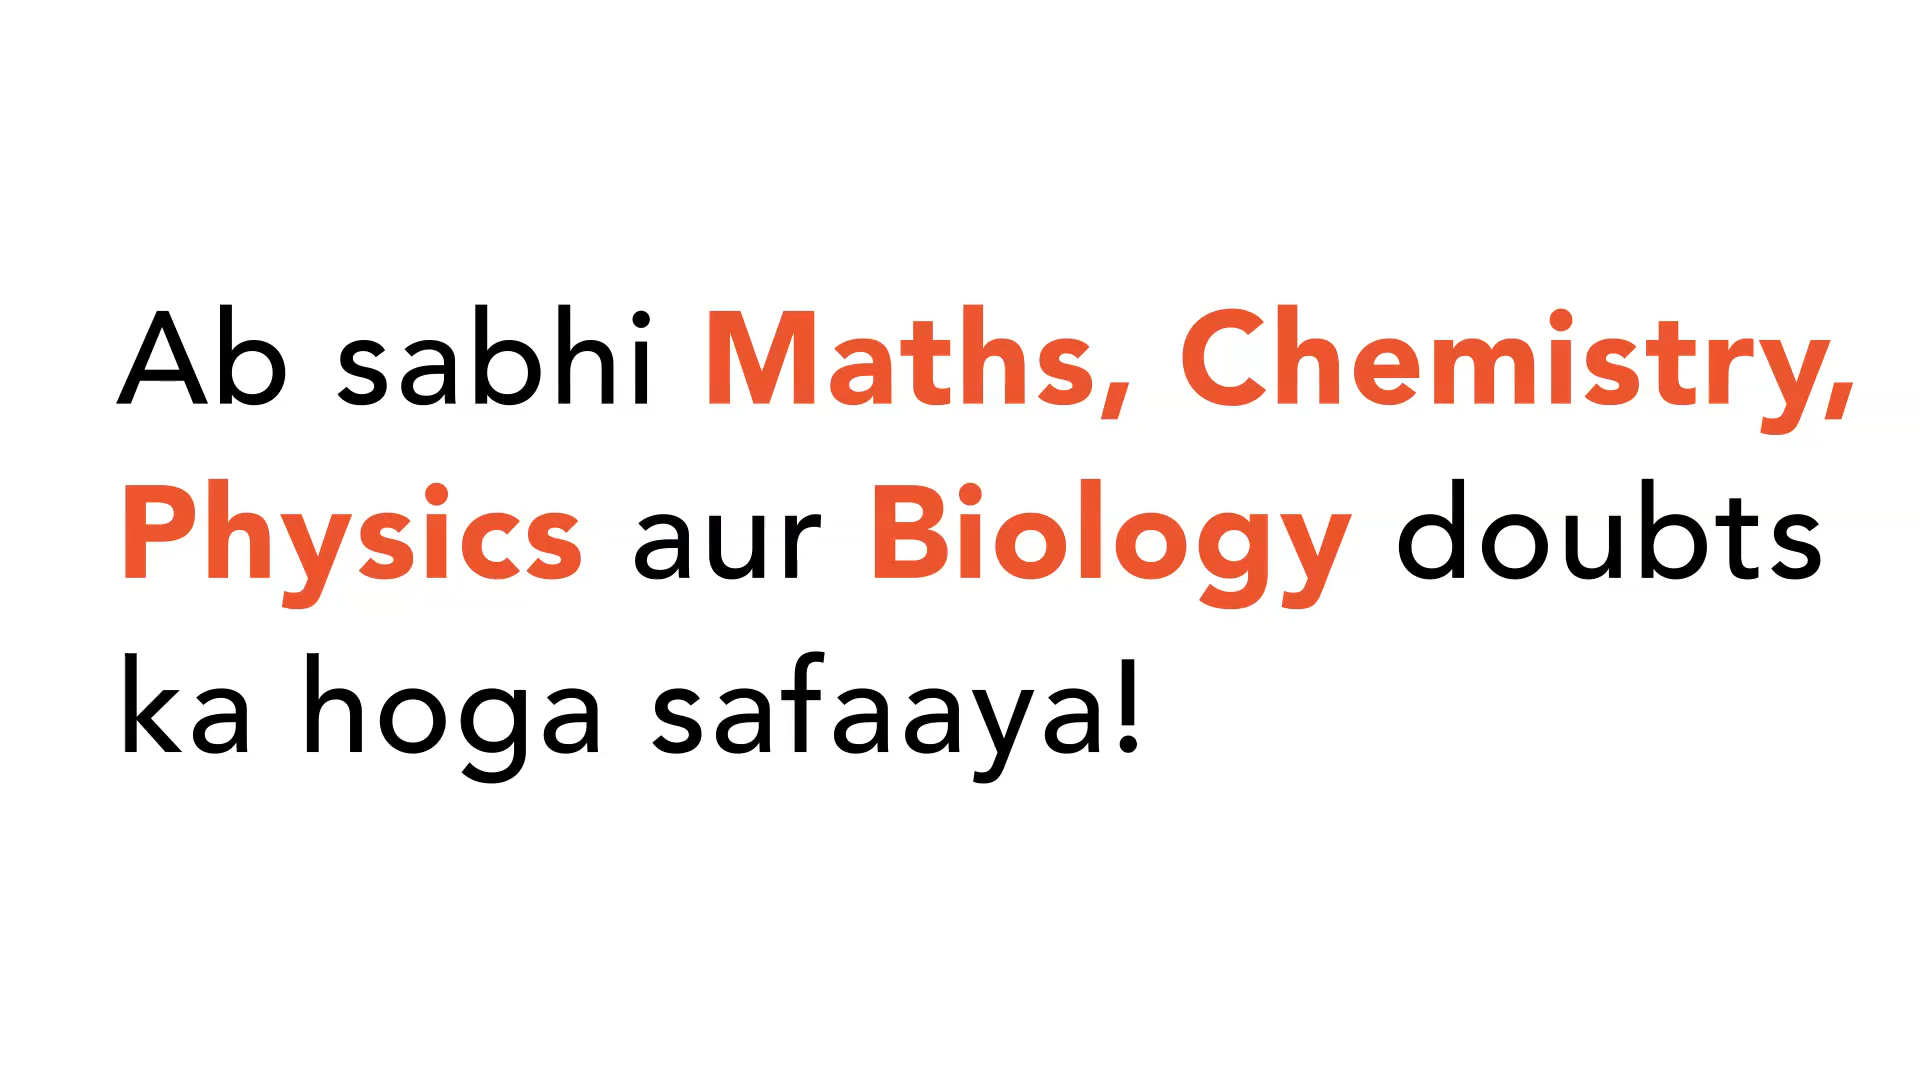 Ab sabhi Maths, Chemistry,
Physics aur Biology doubts
ka hoga safaaya!